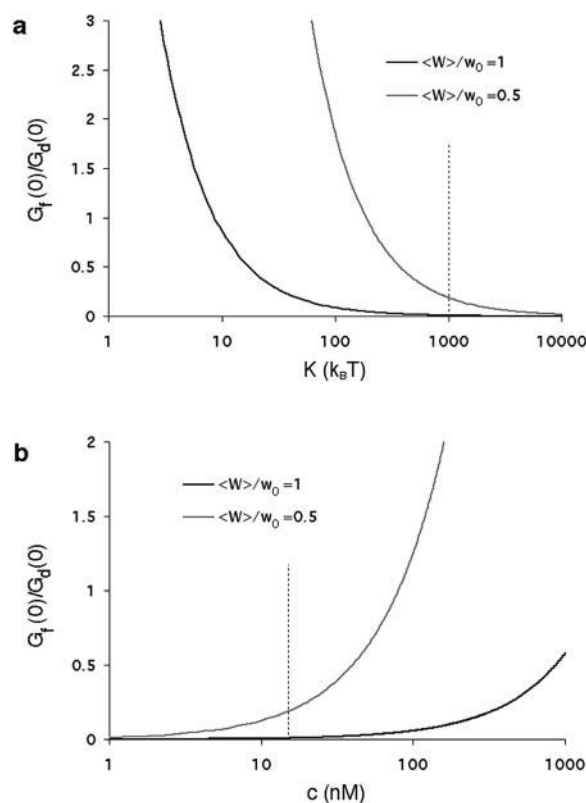 a
3
2.5
2
1.5
1
0.5
0
G_f(0)/G_d(0)
<W>/w_0=1
<W>/w_0=0.5
1 10 100 1000 10000
K (k_BT)
b
2
1.5
1
0.5
0
G_f(0)/G_d(0)
<W>/w_0=1
<W>/w_0=0.5
1 10 100 1000
c (nM)